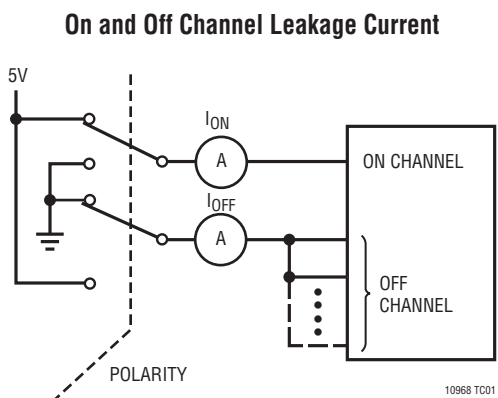 On and Off Channel Leakage Current
5V
ION
A
ON CHANNEL
IOFF
A
OFF
CHANNEL
POLARITY
10968 TC01